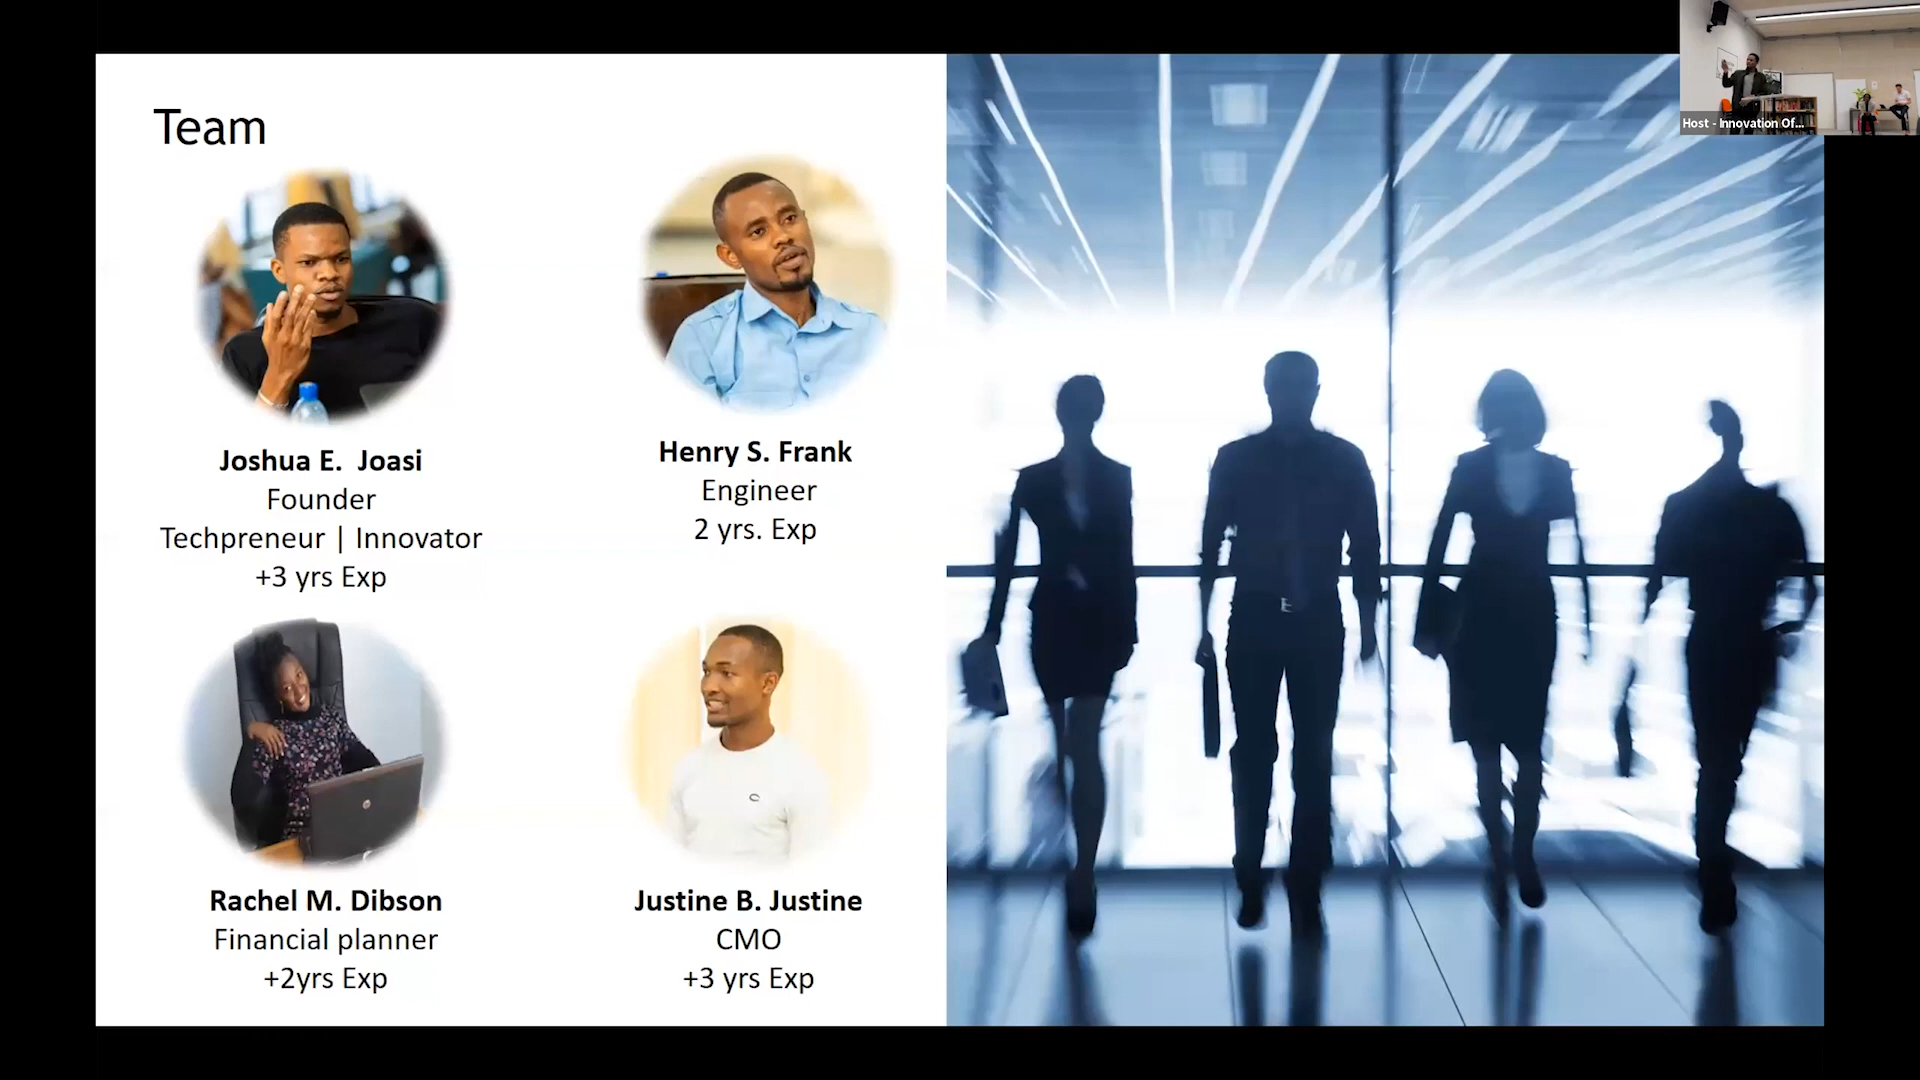 Team
Joshua E.  Joasi
Founder
Techpreneur | Innovator
+3 yrs Exp
Henry S. Frank
Engineer
2 yrs. Exp
Rachel M. Dibson
Financial planner
+2yrs Exp
Justine B. Justine
CMO
+3 yrs Exp
Host - Innovation Of...